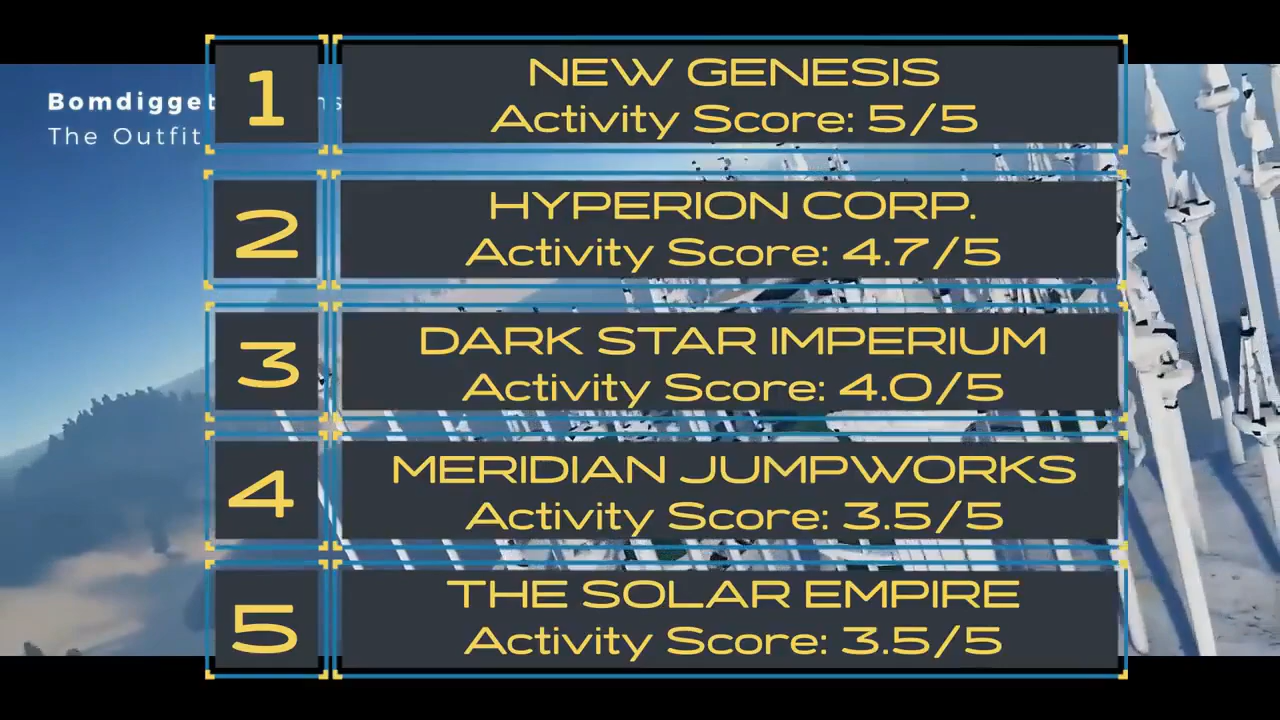 1
NEW GENESIS
Activity Score: 5/5
The Outfit
2
HYPERION CORP.
Activity Score: 4.7/5
3
DARK STAR IMPERIUM
Activity Score: 4.0/5
4
MERIDIAN JUMPWORKS
Activity Score: 3.5/5
5
THE SOLAR EMPIRE
Activity Score: 3.5/5